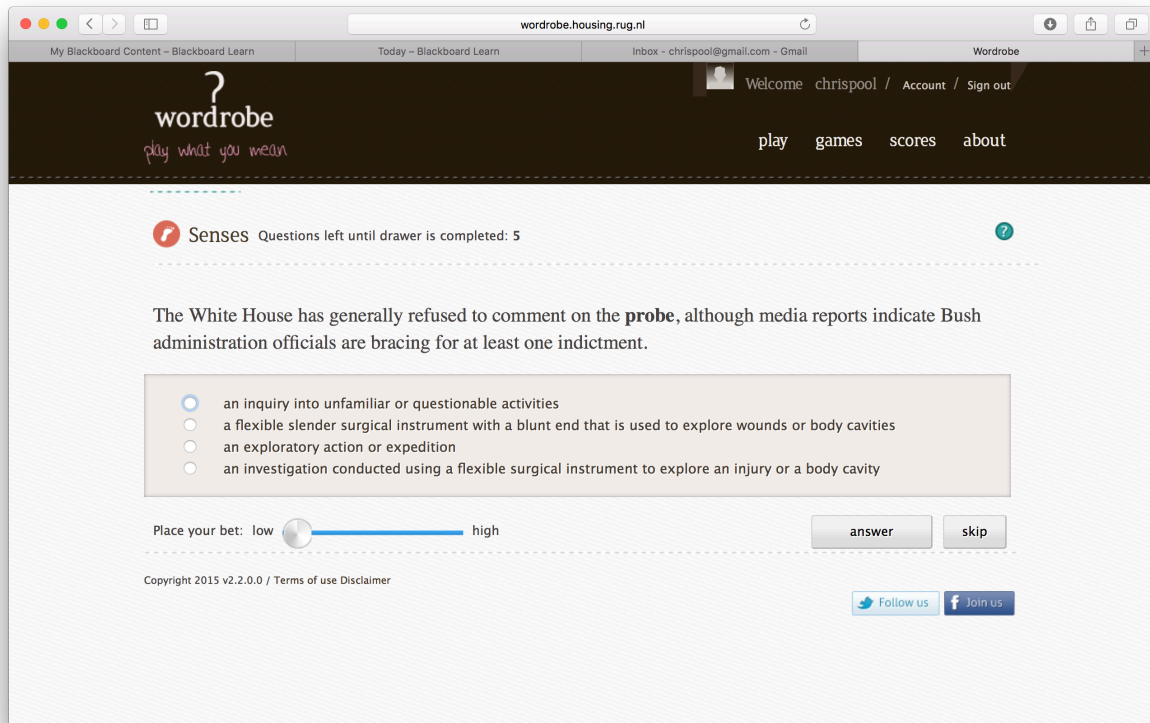 wordrobe.housing.rug.nl
My Blackboard Content – Blackboard Learn
Today – Blackboard Learn
Inbox - chrispool@gmail.com - Gmail
Wordrobe
wordrobe
play what you mean
Welcome chrispool / Account / Sign out
play games scores about
Senses Questions left until drawer is completed: 5
?
The White House has generally refused to comment on the probe, although media reports indicate Bush
administration officials are bracing for at least one indictment.
an inquiry into unfamiliar or questionable activities
a flexible slender surgical instrument with a blunt end that is used to explore wounds or body cavities
an exploratory action or expedition
an investigation conducted using a flexible surgical instrument to explore an injury or a body cavity
Place your bet: low high
answer
skip
Copyright 2015 v2.2.0.0 / Terms of use Disclaimer
Follow us
f Join us